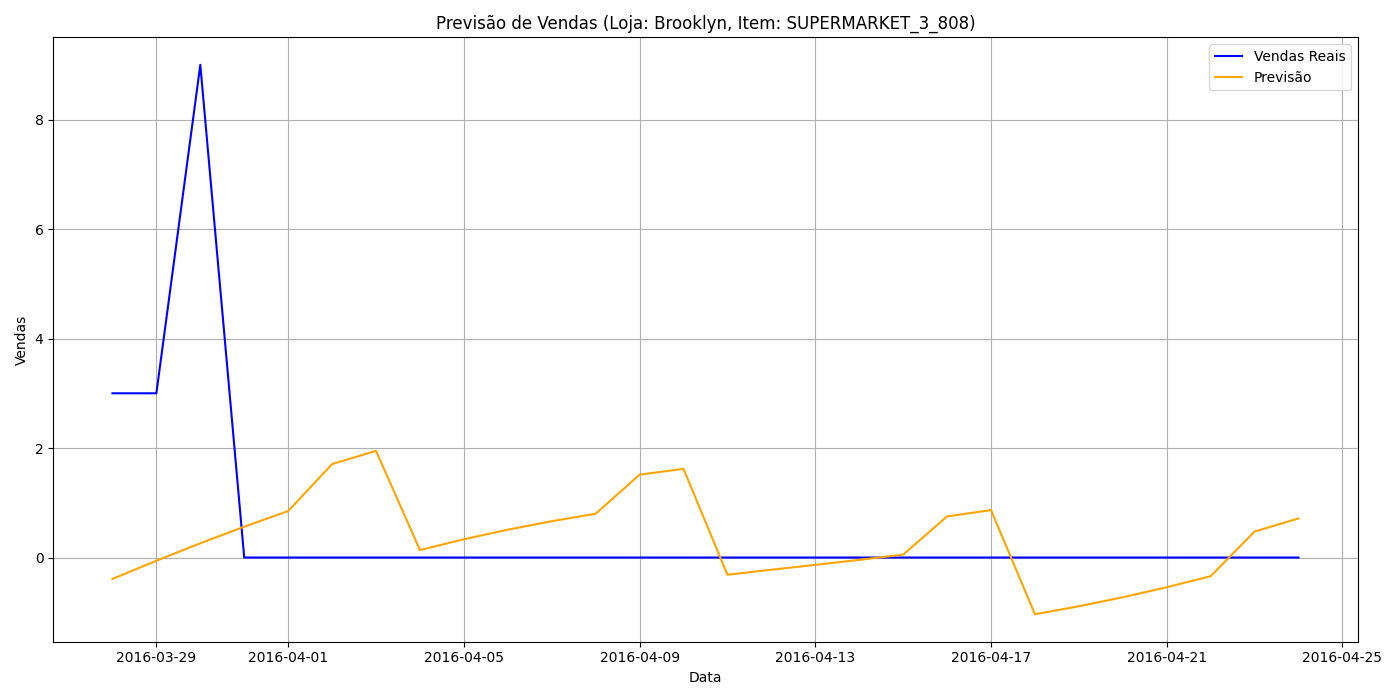 Previsão de Vendas (Loja: Brooklyn, Item: SUPERMARKET_3_808)
Vendas Reais
Previsão
8
6
4
2
0
Vendas
2016-03-29 2016-04-01 2016-04-05 2016-04-09 2016-04-13 2016-04-17 2016-04-21 2016-04-25
Data